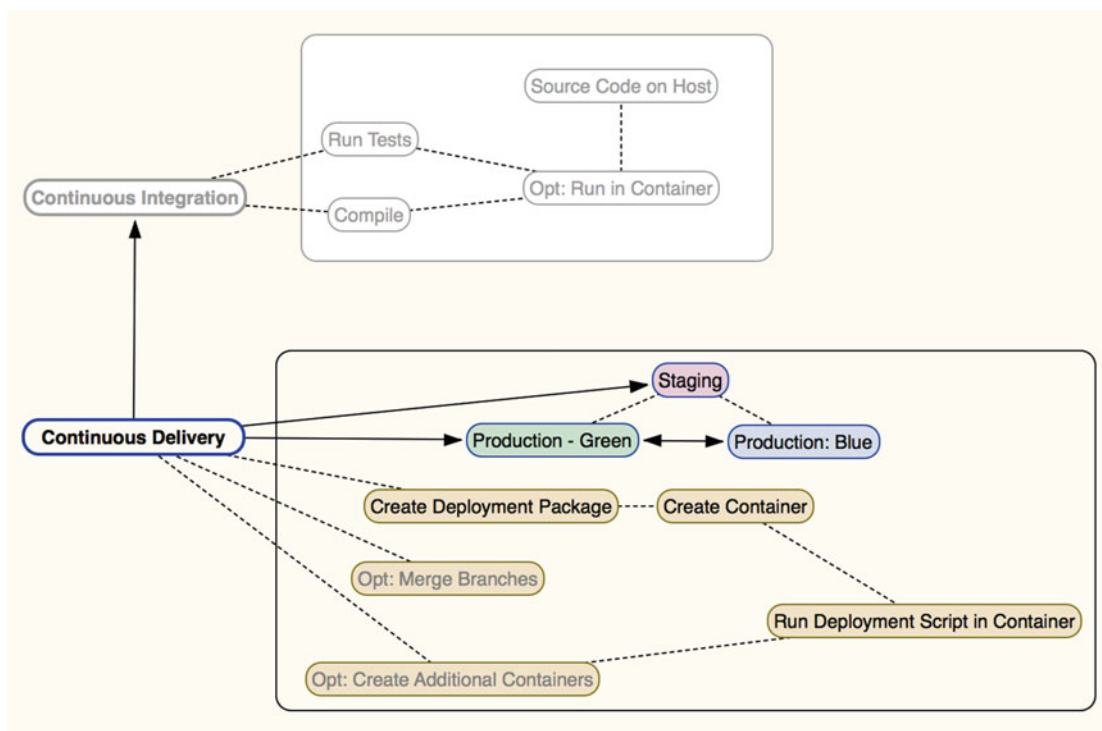 Source Code on Host
Run Tests
Opt: Run in Container
Continuous Integration
Compile
Staging
Continuous Delivery
Production - Green
Production: Blue
Create Deployment Package
Create Container
Opt: Merge Branches
Run Deployment Script in Container
Opt: Create Additional Containers